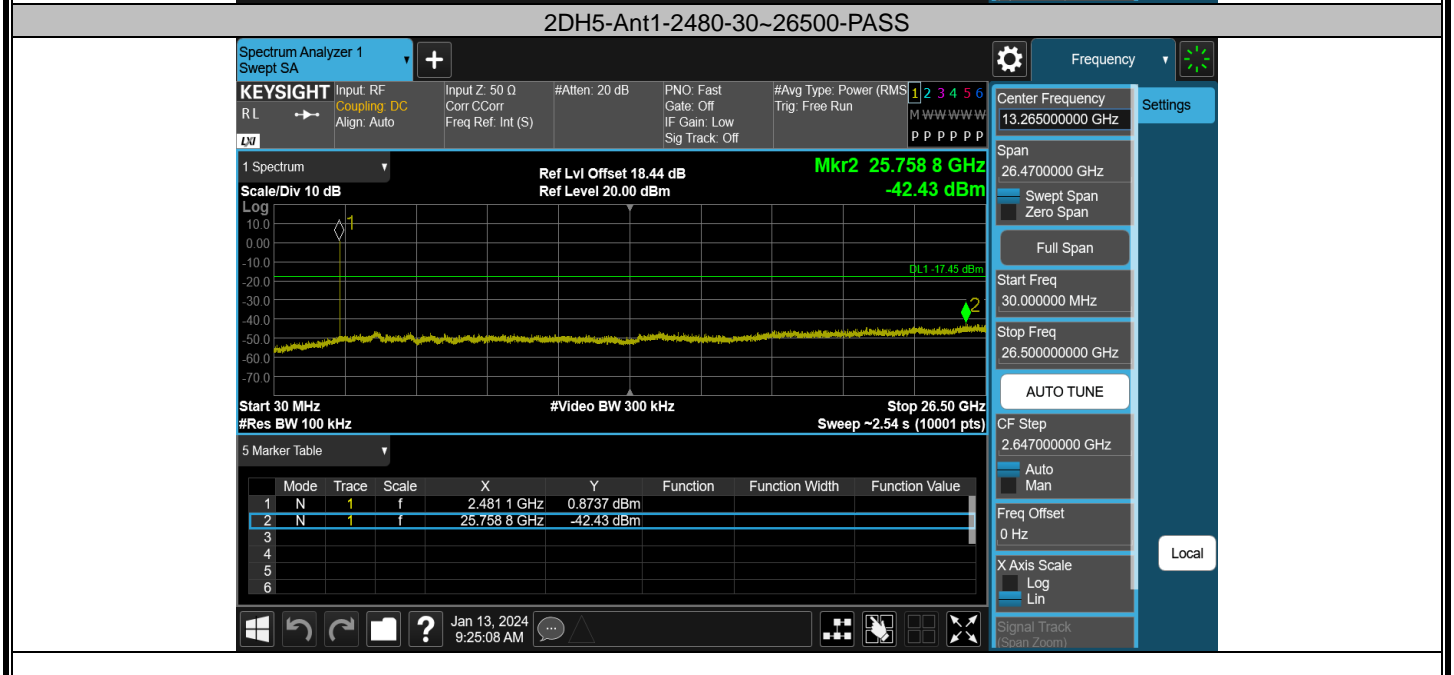 2DH5-Ant1-2480-30~26500-PASS
Spectrum Analyzer 1
Swept SA
+
Frequency
KEYSIGHT
R L
LXI
Input: RF
Coupling: DC
Align: Auto
Input Z: 50 Ω
Corr CCorr
Freq Ref: Int (S)
#Atten: 20 dB
PNO: Fast
Gate: Off
IF Gain: Low
Sig Track: Off
#Avg Type: Power (RMS
Trig: Free Run
1 2 3 4 5 6
M W W W W W
P P P P P P
Center Frequency
13.265000000 GHz
Settings
Span
26.4700000 GHz
Swept Span
Zero Span
Full Span
Start Freq
30.000000 MHz
Stop Freq
26.500000000 GHz
AUTO TUNE
CF Step
2.647000000 GHz
Auto
Man
Freq Offset
0 Hz
X Axis Scale
Log
Lin
Signal Track
(Span Zoom)
Local
1 Spectrum
Scale/Div 10 dB
Ref Lvl Offset 18.44 dB
Ref Level 20.00 dBm
Mkr2 25.758 8 GHz
-42.43 dBm
Log
10.0
0.00
-10.0
-20.0
-30.0
-40.0
-50.0
-60.0
-70.0
1
DL1 -17.45 dBm
2
Start 30 MHz
#Video BW 300 kHz
Stop 26.50 GHz
#Res BW 100 kHz
Sweep ~2.54 s (10001 pts)
5 Marker Table
Mode Trace Scale X Y Function Function Width Function Value
1 N 1 f 2.481 1 GHz 0.8737 dBm
2 N 1 f 25.758 8 GHz -42.43 dBm
3
4
5
6
?
Jan 13, 2024
9:25:08 AM